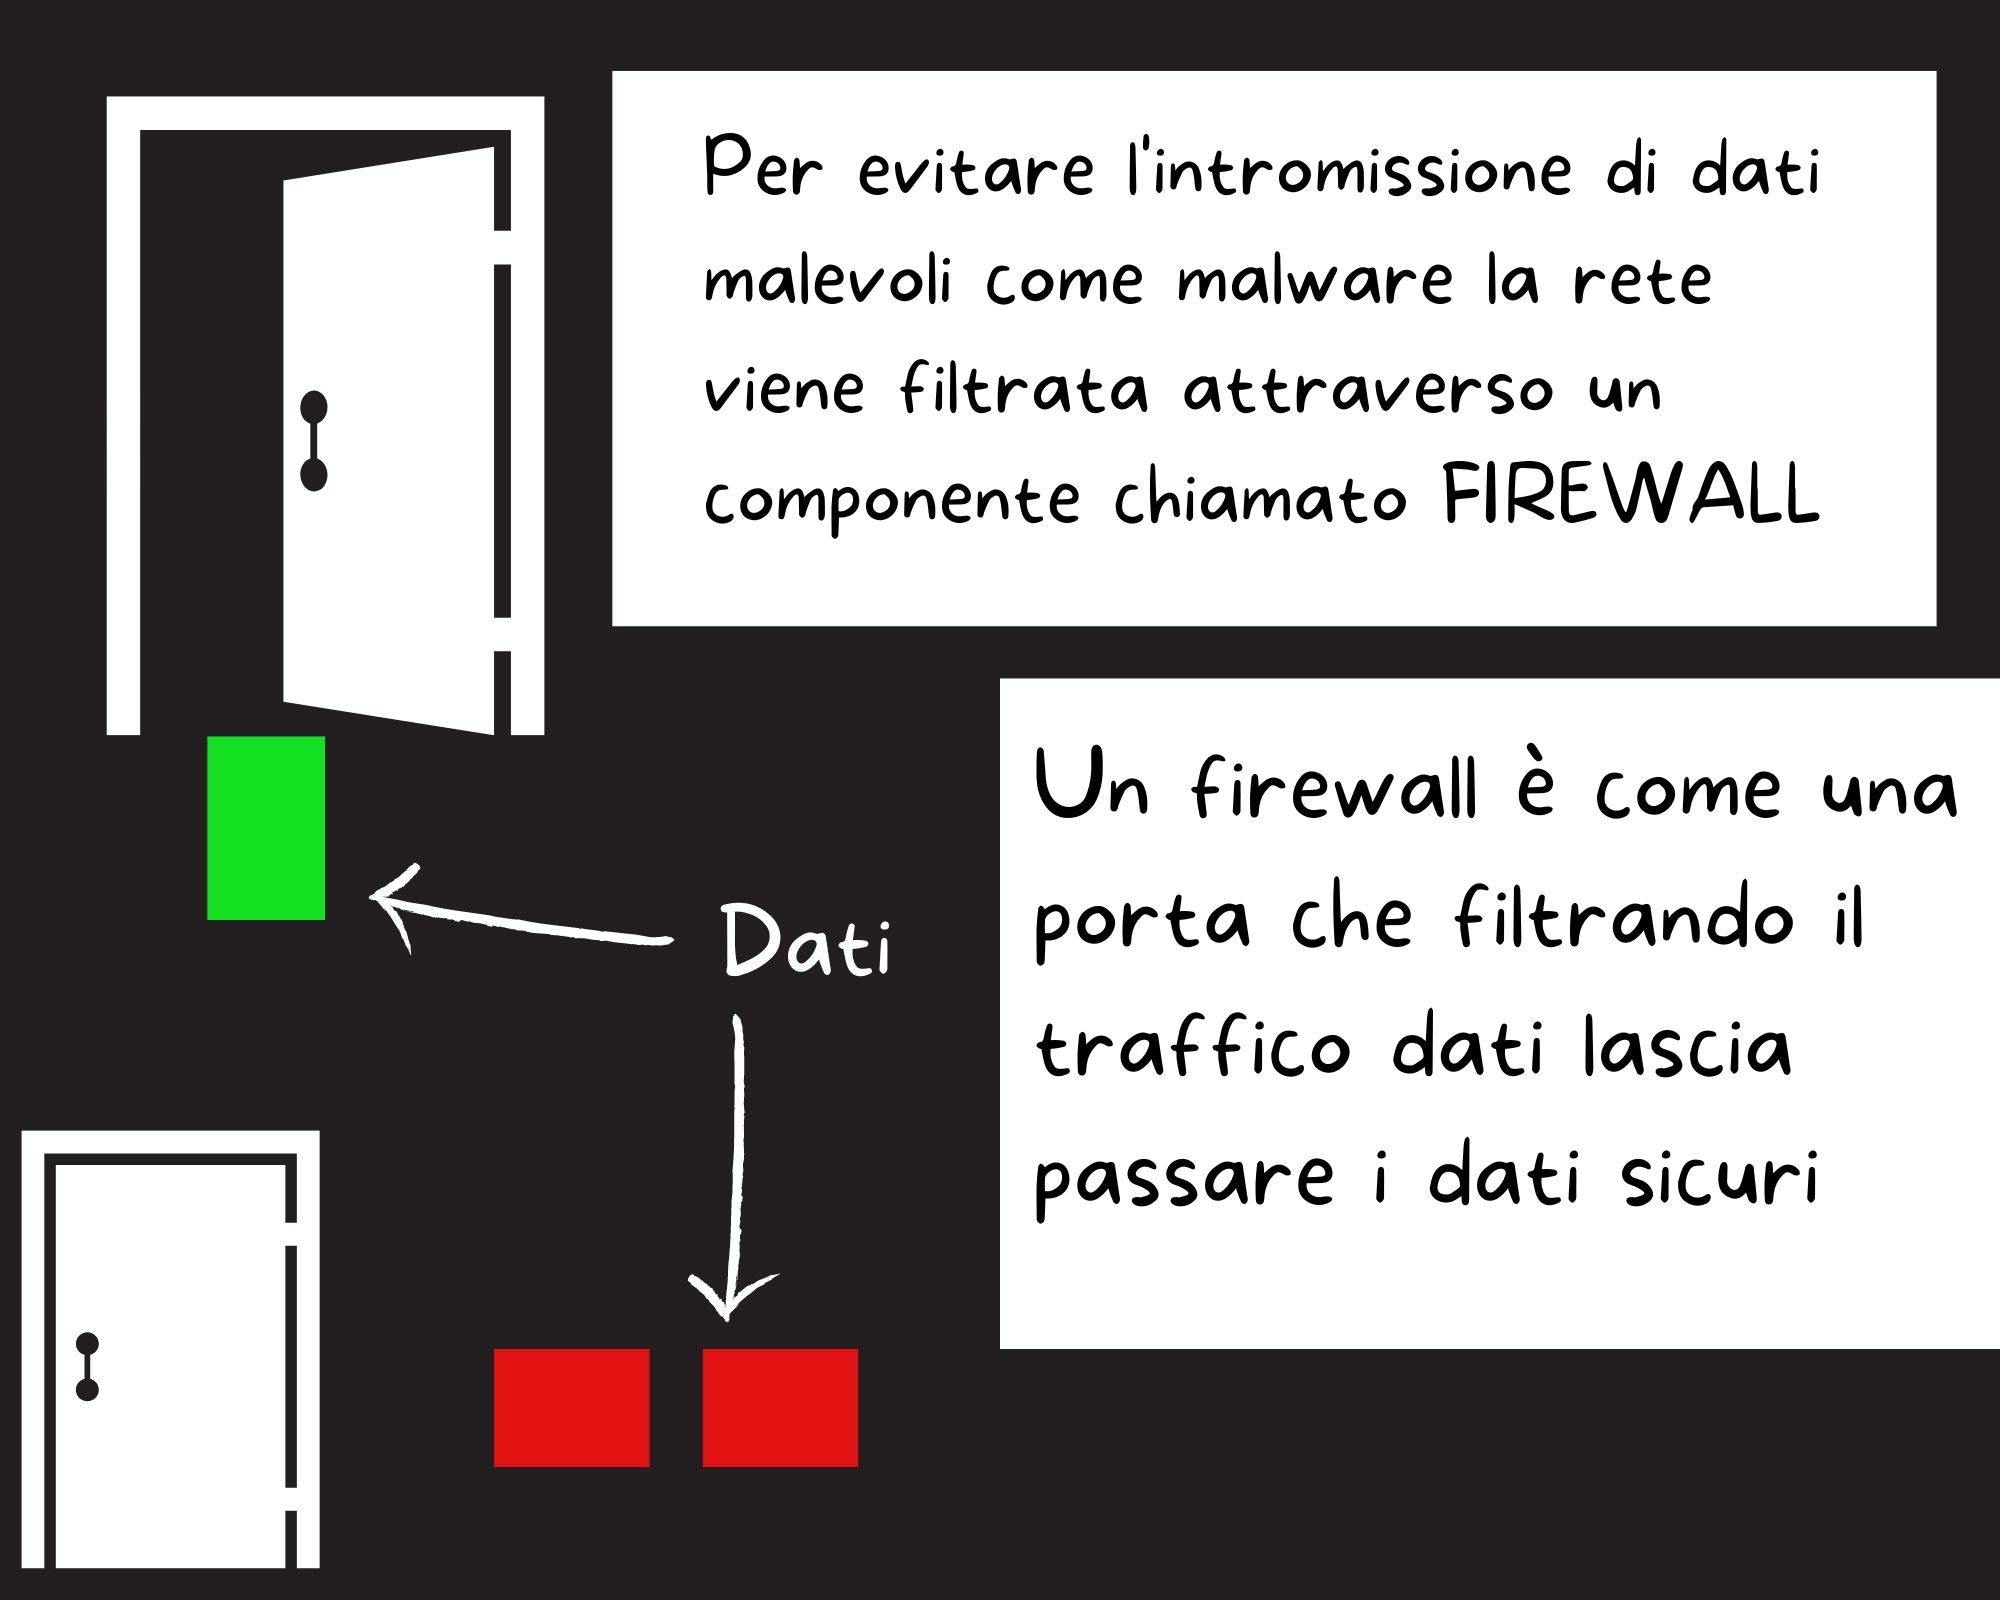 Per evitare l'intromissione di dati
malevoli come malware la rete
viene filtrata attraverso un
componente chiamato FIREWALL
Un firewall è come una
porta che filtrando il
traffico dati lascia
passare i dati sicuri
Dati